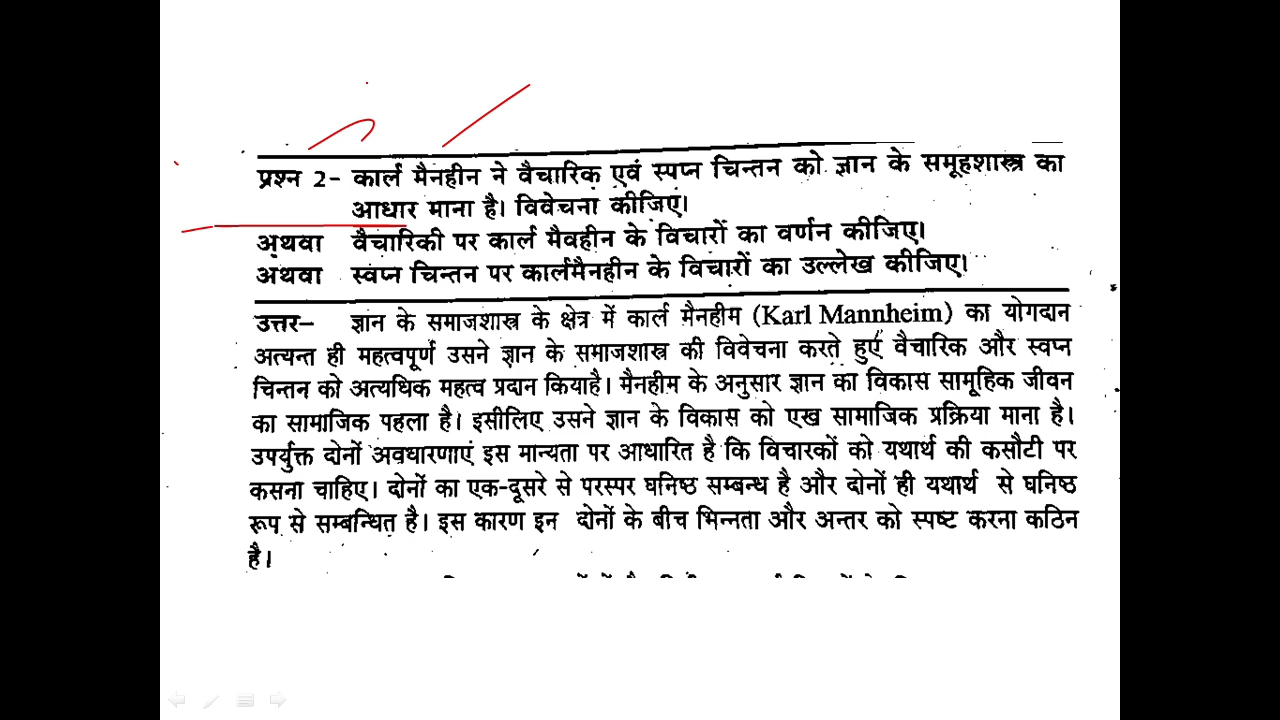 प्रश्न 2- कार्ल मैनहीन ने वैचारिक एवं स्पप्न चिन्तन को ज्ञान के समूहशास्त्र का
आधार माना है। विवेचना कीजिए।
अथवा वैचारिकी पर कार्ल मैवहीन के विचारों का वर्णन कीजिए।
अथवा स्वप्न चिन्तन पर कार्लमैनहीन के विचारों का उल्लेख कीजिए।
उत्तर– ज्ञान के समाजशास्त्र के क्षेत्र में कार्ल मैनहीम (Karl Mannheim) का योगदान
अत्यन्त ही महत्वपूर्ण उसने ज्ञान के समाजशास्त्र की विवेचना करते हुएँ वैचारिक और स्वप्न
चिन्तन को अत्यधिक महत्व प्रदान कियाहै। मैनहीम के अनुसार ज्ञान का विकास सामूहिक जीवन
का सामाजिक पहला है। इसीलिए उसने ज्ञान के विकास को एख सामाजिक प्रक्रिया माना है।
उपर्युक्त दोनों अवधारणाएं इस मान्यता पर आधारित है कि विचारकों को यथार्थ की कसौटी पर
कसना चाहिए। दोनों का एक-दूसरे से परस्पर घनिष्ठ सम्बन्ध है और दोनों ही यथार्थ से घनिष्ठ
रूप से सम्बन्धित है। इस कारण इन दोनों के बीच भिन्नता और अन्तर को स्पष्ट करना कठिन
है।